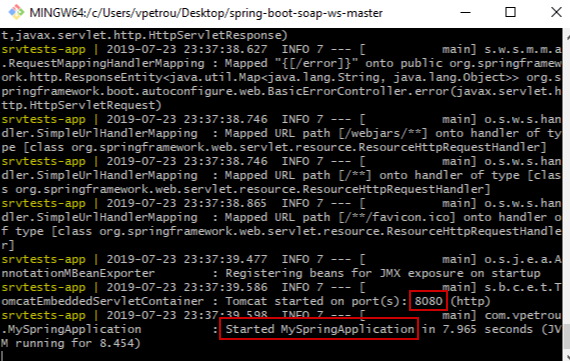 MINGW64:/c/Users/vpetrou/Desktop/spring-boot-soap-ws-master
t,javax.servlet.http.HttpServletResponse)
srvtests-app | 2019-07-23 23:37:38.627  INFO 7 --- [           main] s.w.s.m.m.a
.RequestMappingHandlerMapping : Mapped "{[/error]}" onto public org.springframew
ork.http.ResponseEntity<java.util.Map<java.lang.String, java.lang.Object>> org.s
pringframework.boot.autoconfigure.web.BasicErrorController.error(javax.servlet.h
ttp.HttpServletRequest)
srvtests-app | 2019-07-23 23:37:38.746  INFO 7 --- [           main] o.s.w.s.han
dler.SimpleUrlHandlerMapping  : Mapped URL path [/webjars/**] onto handler of ty
pe [class org.springframework.web.servlet.resource.ResourceHttpRequestHandler]
srvtests-app | 2019-07-23 23:37:38.746  INFO 7 --- [           main] o.s.w.s.han
dler.SimpleUrlHandlerMapping  : Mapped URL path [/**] onto handler of type [clas
s org.springframework.web.servlet.resource.ResourceHttpRequestHandler]
srvtests-app | 2019-07-23 23:37:38.865  INFO 7 --- [           main] o.s.w.s.han
dler.SimpleUrlHandlerMapping  : Mapped URL path [/**/favicon.ico] onto handler o
f type [class org.springframework.web.servlet.resource.ResourceHttpRequestHandle
r]
srvtests-app | 2019-07-23 23:37:39.477  INFO 7 --- [           main] o.s.j.e.a.A
nnotationMBeanExporter        : Registering beans for JMX exposure on startup
srvtests-app | 2019-07-23 23:37:39.586  INFO 7 --- [           main] s.b.c.e.t.T
omcatEmbeddedServletContainer : Tomcat started on port(s): 8080 (http)
srvtests-app | 2019-07-23 23:37:39.598  INFO 7 --- [           main] com.vpetrou
.MySpringApplication          : Started MySpringApplication in 7.965 seconds (JV
M running for 8.454)